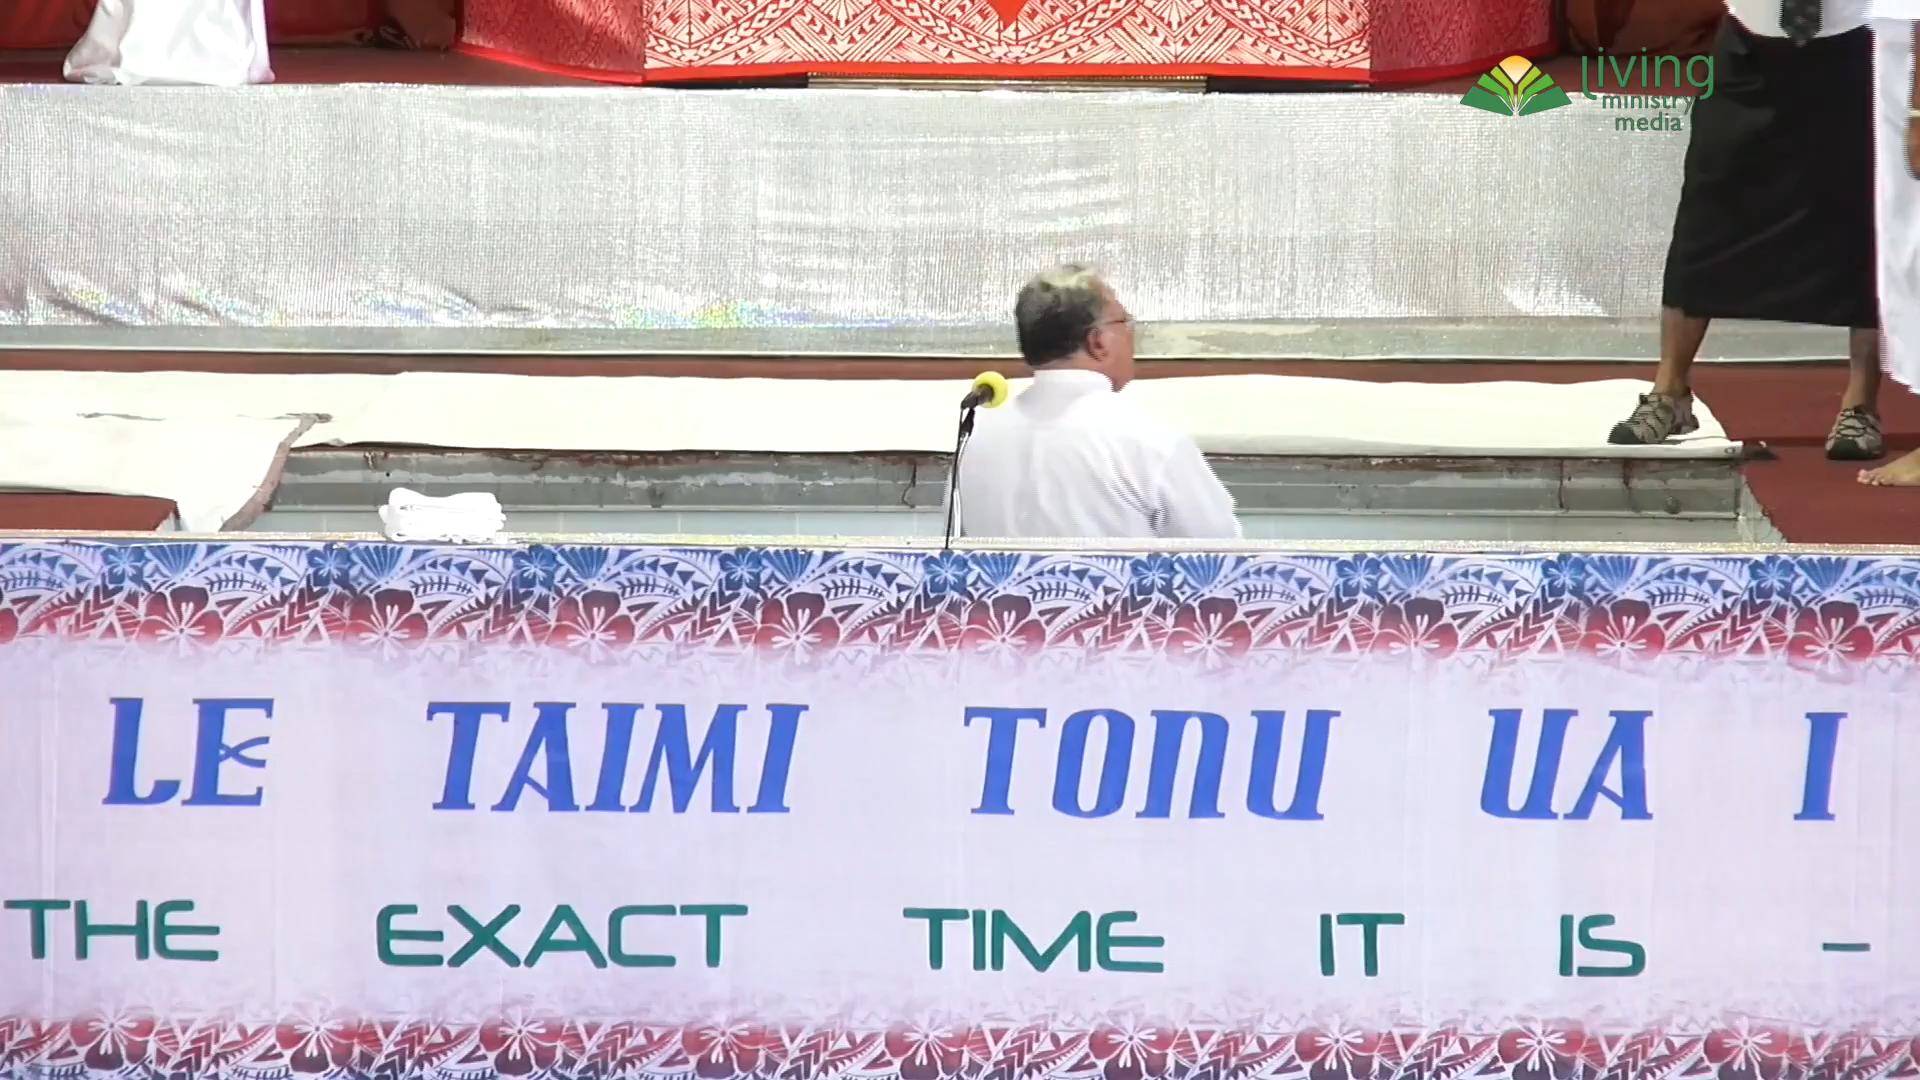 living
ministry
media
LE TAIMI TONU UA I
THE EXACT TIME IT IS -